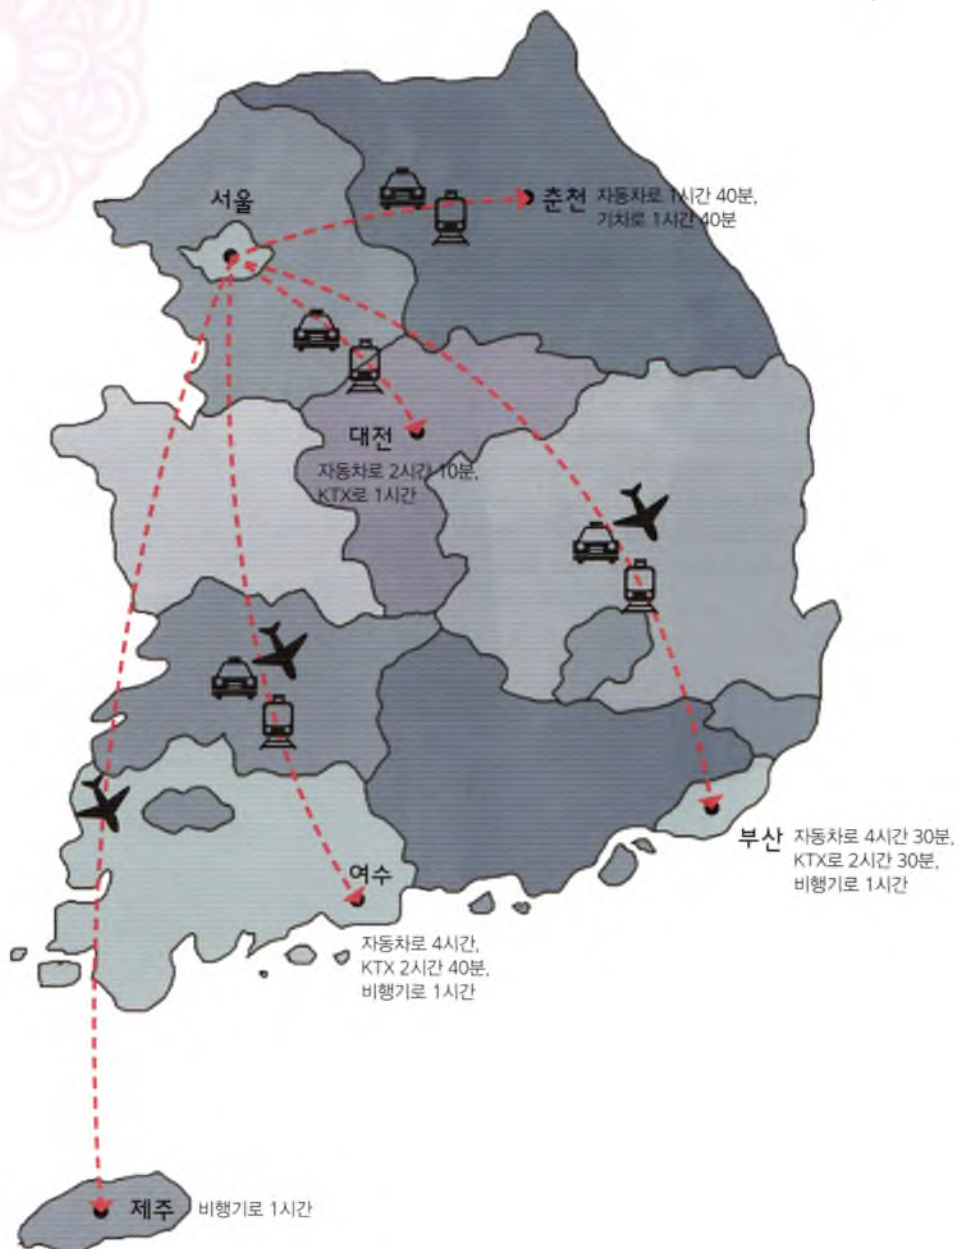 서울
춘천 자동차로 1시간 40분,
기차로 1시간 40분
대전
자동차로 2시간 10분,
KTX로 1시간
부산 자동차로 4시간 30분,
KTX로 2시간 30분,
비행기로 1시간
여수
자동차로 4시간,
KTX 2시간 40분,
비행기로 1시간
제주 비행기로 1시간